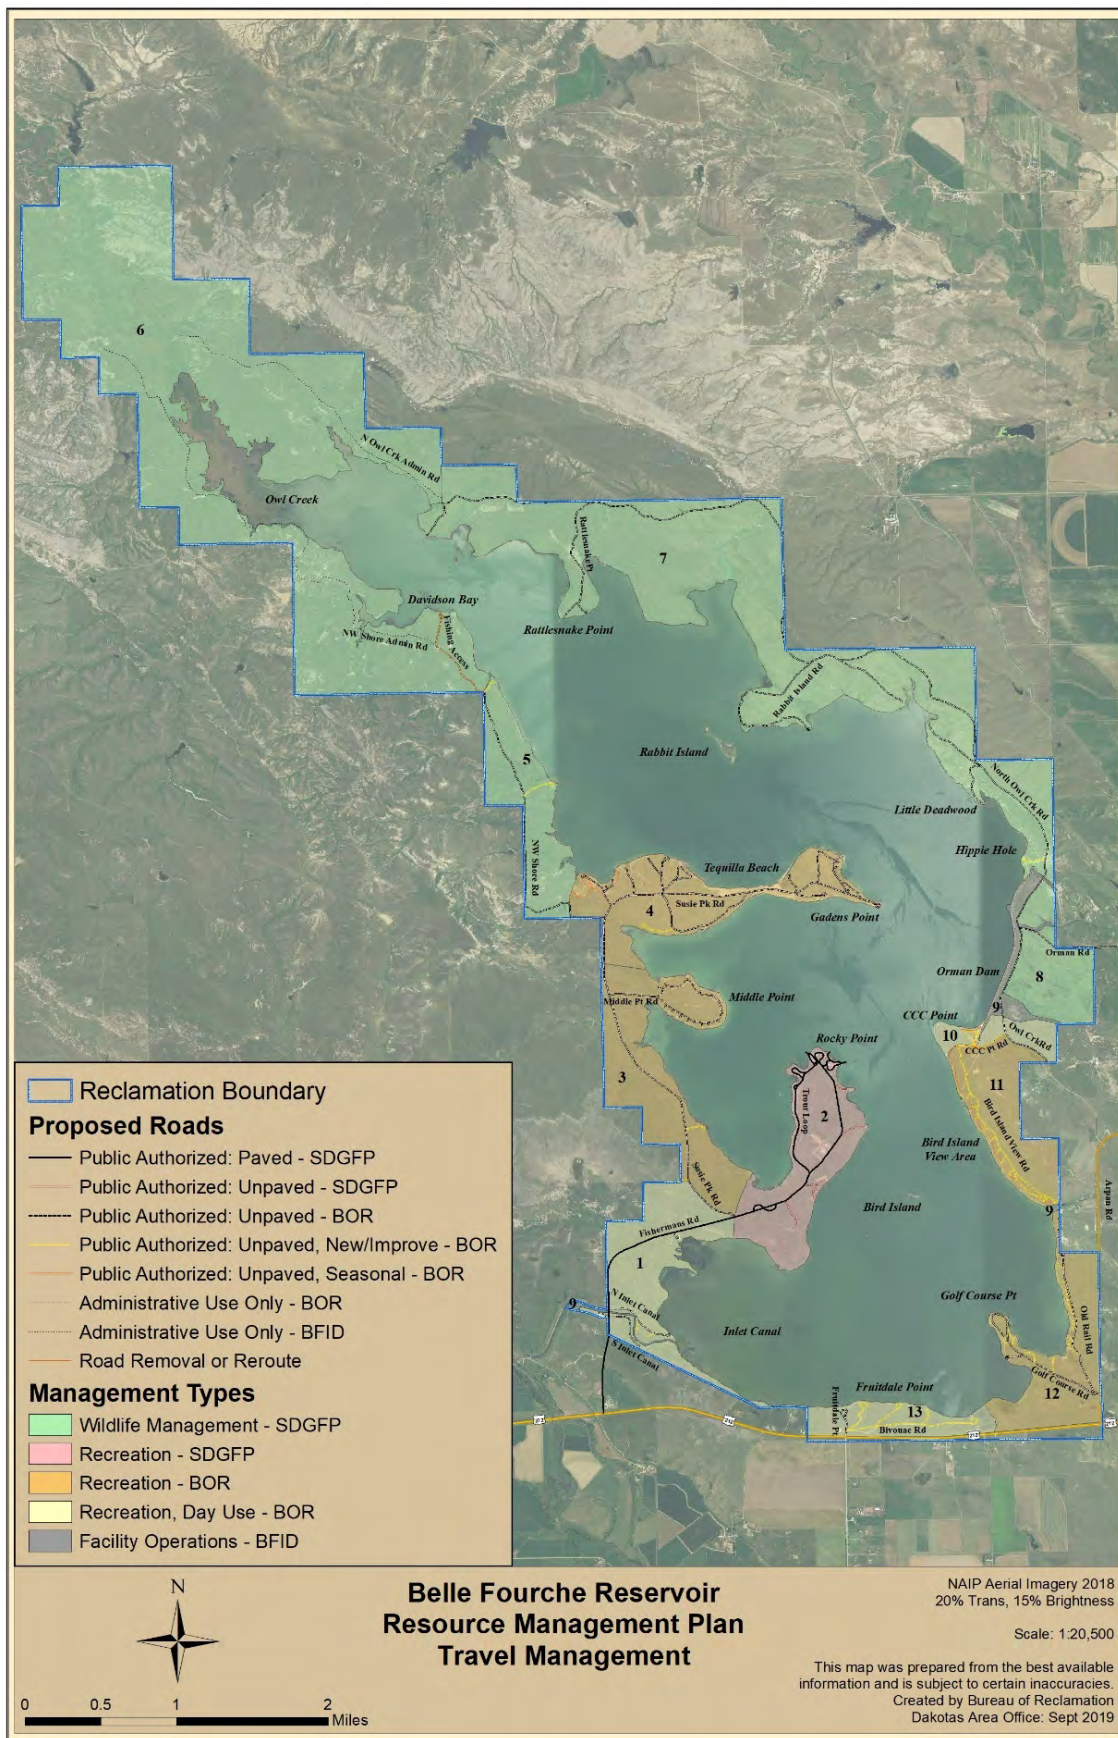 6
N Owl Crk Admin Rd
Owl Creek
Rattlesnake Pt
7
Davidson Bay
Fishing Access
NW Shore Admin Rd
Rattlesnake Point
Rabbit Island Rd
5
Rabbit Island
North Owl Crk Rd
Little Deadwood
Hippie Hole
NW Shore Rd
Tequilla Beach
Susie Pk Rd
4
Gadens Point
Orman Rd
Orman Dam
8
Middle Pt Rd
Middle Point
9
CCC Point
10
Owl Crk Rd
CCC Pt Rd
Rocky Point
3
Trout Loop
2
11
Bird Island View Rd
Bird Island
View Area
Susie Pk Rd
Arpan Rd
Bird Island
9
Fishermans Rd
1
9
N Inlet Canal
S Inlet Canal
Inlet Canal
Golf Course Pt
Old Rail Rd
Golf Course Rd
12
Fruitdale Point
Fruitdale Pt
13
Bivouac Rd
212
212
212
Reclamation Boundary
Proposed Roads
Public Authorized: Paved - SDGFP
Public Authorized: Unpaved - SDGFP
Public Authorized: Unpaved - BOR
Public Authorized: Unpaved, New/Improve - BOR
Public Authorized: Unpaved, Seasonal - BOR
Administrative Use Only - BOR
Administrative Use Only - BFID
Road Removal or Reroute
Management Types
Wildlife Management - SDGFP
Recreation - SDGFP
Recreation - BOR
Recreation, Day Use - BOR
Facility Operations - BFID
N
0 0.5 1 2
Miles
Belle Fourche Reservoir
Resource Management Plan
Travel Management
NAIP Aerial Imagery 2018
20% Trans, 15% Brightness
Scale: 1:20,500
This map was prepared from the best available
information and is subject to certain inaccuracies.
Created by Bureau of Reclamation
Dakotas Area Office: Sept 2019